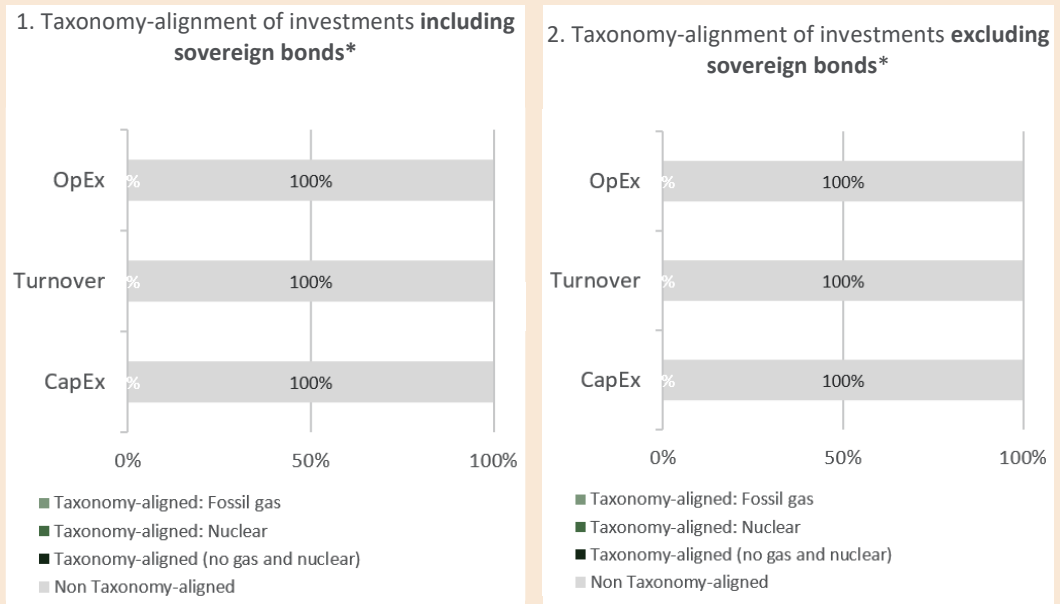 1. Taxonomy-alignment of investments including
sovereign bonds*
OpEx
%
100%
Turnover
%
100%
CapEx
%
100%
0%
50%
100%
Taxonomy-aligned: Fossil gas
Taxonomy-aligned: Nuclear
Taxonomy-aligned (no gas and nuclear)
Non Taxonomy-aligned
2. Taxonomy-alignment of investments excluding
sovereign bonds*
OpEx
%
100%
Turnover
%
100%
CapEx
%
100%
0%
50%
100%
Taxonomy-aligned: Fossil gas
Taxonomy-aligned: Nuclear
Taxonomy-aligned (no gas and nuclear)
Non Taxonomy-aligned